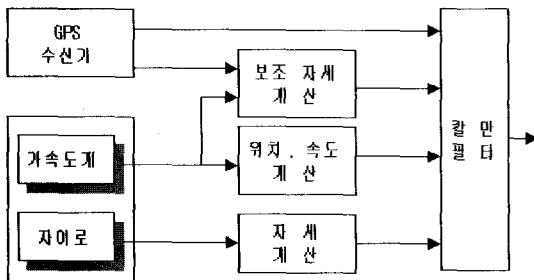 GPS
수신기
보조 자세
계 산
가속도계
위치 . 속도
계 산
자이로
자 세
계 산
칼 만
필 터